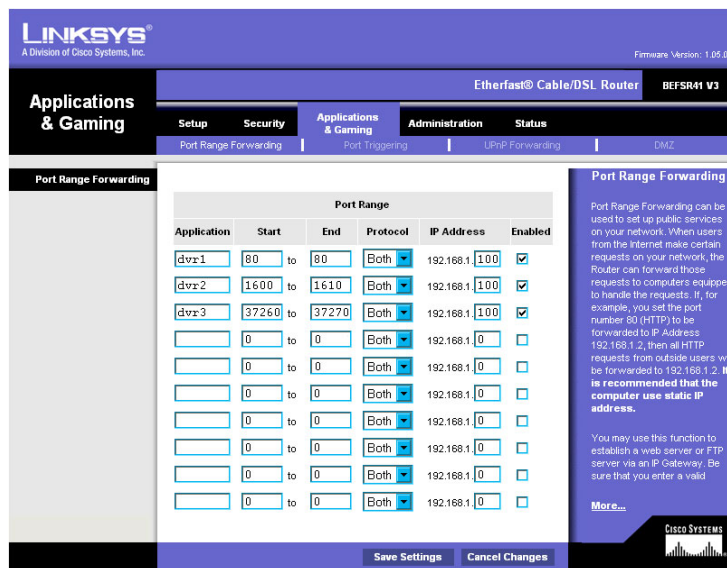 LINKSYS®
A Division of Cisco Systems, Inc.
Firmware Version: 1.05.0
Etherfast® Cable/DSL Router BEFSR41 V3
Applications & Gaming
Setup Security Applications & Gaming Administration Status
Port Range Forwarding Port Triggering UPnP Forwarding DMZ
Port Range Forwarding
Port Range
Application Start End Protocol IP Address Enabled
dvr1 80 to 80 Both 192.168.1. 100
dvr2 1600 to 1610 Both 192.168.1. 100
dvr3 37260 to 37270 Both 192.168.1. 100
0 to 0 Both 192.168.1. 0
0 to 0 Both 192.168.1. 0
0 to 0 Both 192.168.1. 0
0 to 0 Both 192.168.1. 0
0 to 0 Both 192.168.1. 0
0 to 0 Both 192.168.1. 0
0 to 0 Both 192.168.1. 0
Save Settings Cancel Changes
Port Range Forwarding
Port Range Forwarding can be
used to set up public services
on your network. When users
from the Internet make certain
requests on your network, the
Router can forward those
requests to computers equippe
to handle the requests. If, for
example, you set the port
number 80 (HTTP) to be
forwarded to IP Address
192.168.1.2, then all HTTP
requests from outside users w
be forwarded to 192.168.1.2. I
is recommended that the
computer use static IP
address.
You may use this function to
establish a web server or FTP
server via an IP Gateway. Be
sure that you enter a valid
More...
CISCO SYSTEMS